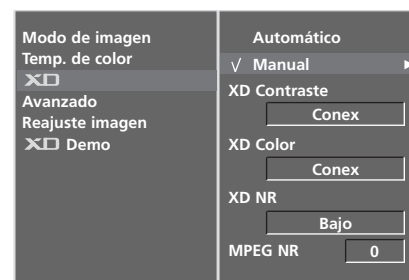 Modo de imagen
Temp. de color
XD
Avanzado
Reajuste imagen
XD Demo
Automático
√ Manual
XD Contraste
Conex
XD Color
Conex
XD NR
Bajo
MPEG NR 0